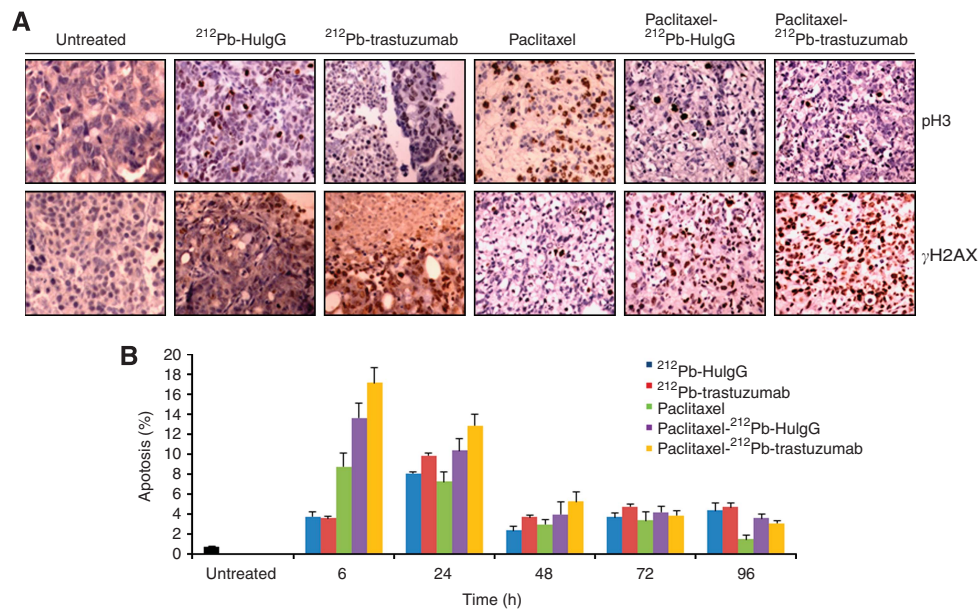 A
Untreated
²¹²Pb-HuIgG
²¹²Pb-trastuzumab
Paclitaxel
Paclitaxel-
²¹²Pb-HuIgG
Paclitaxel-
²¹²Pb-trastuzumab
pH3
γH2AX
B
20
18
16
14
12
10
8
6
4
2
0
Apotosis (%)
²¹²Pb-HuIgG
²¹²Pb-trastuzumab
Paclitaxel
Paclitaxel-²¹²Pb-HuIgG
Paclitaxel-²¹²Pb-trastuzumab
Untreated 6 24 48 72 96
Time (h)